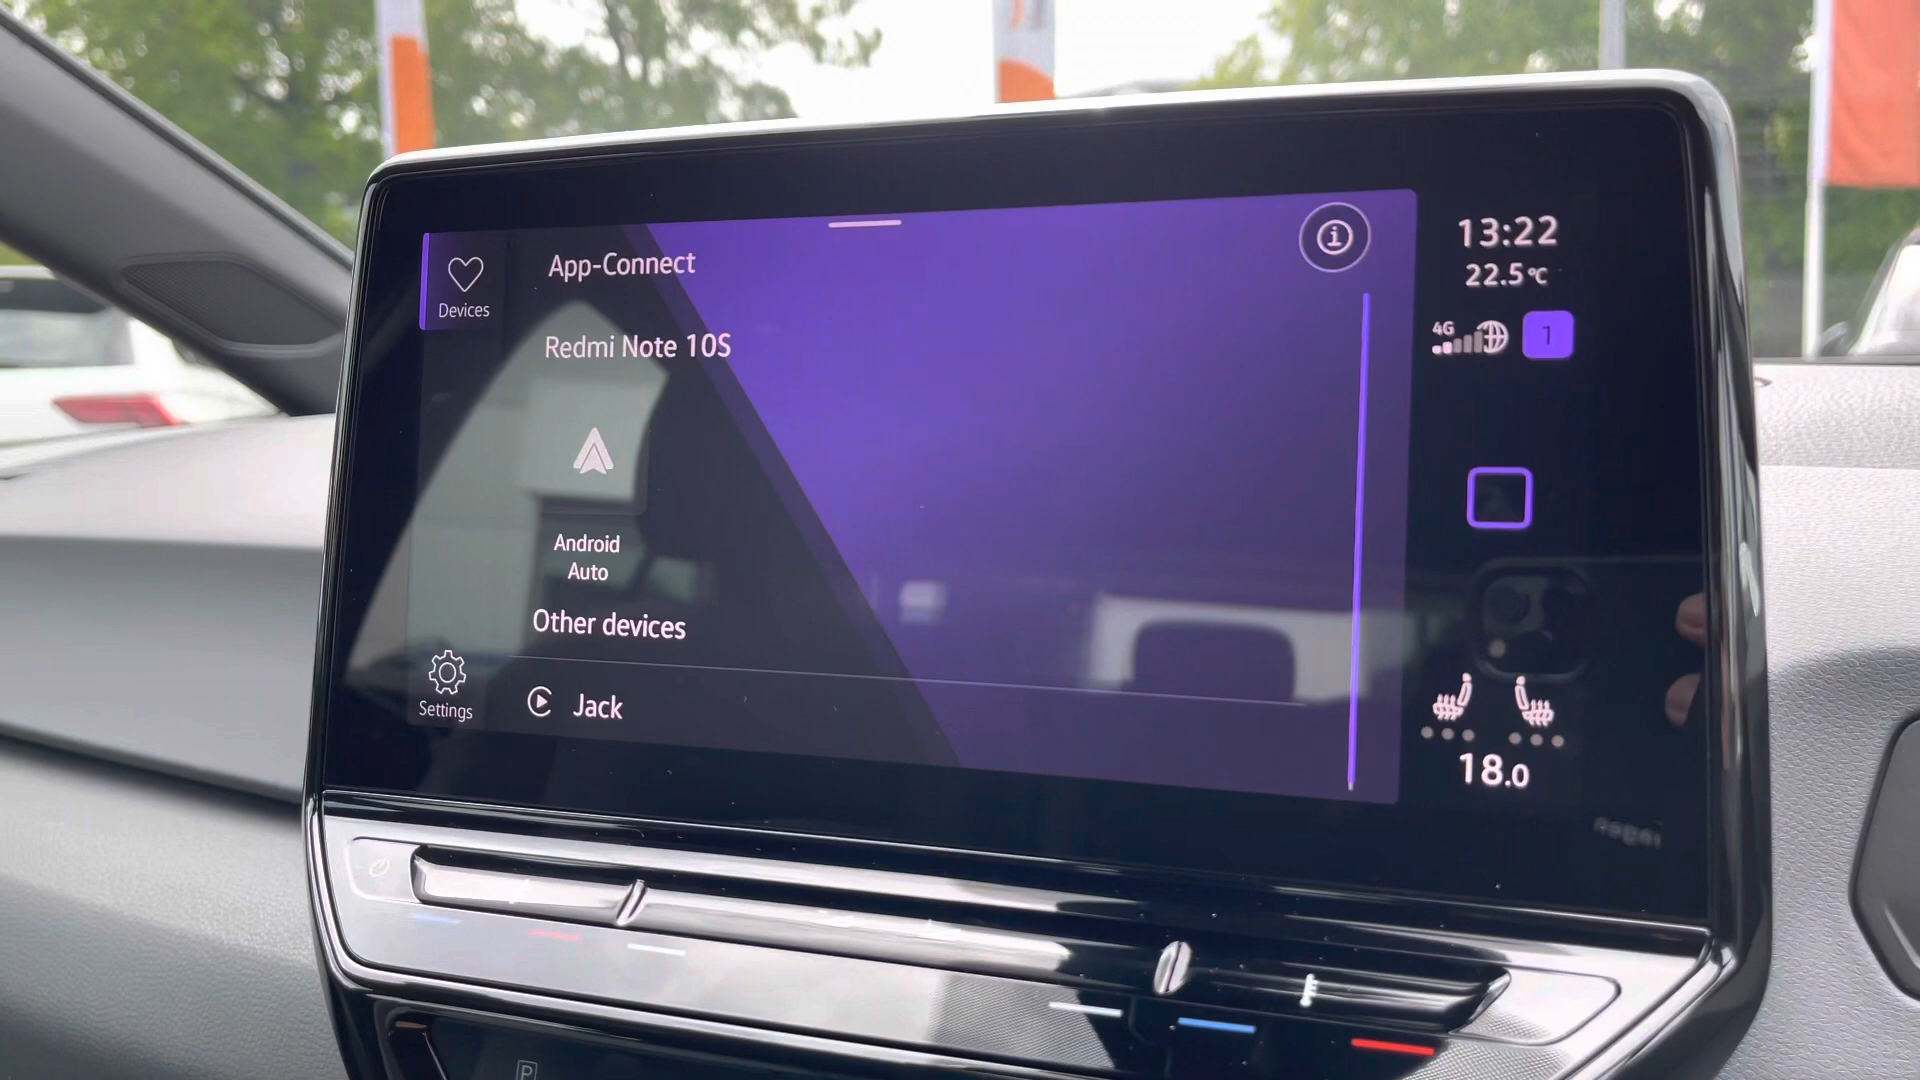 App-Connect
Devices
Redmi Note 10S
Android
Auto
Other devices
Settings
Jack
13:22
22.5°C
4G
1
18.0
P